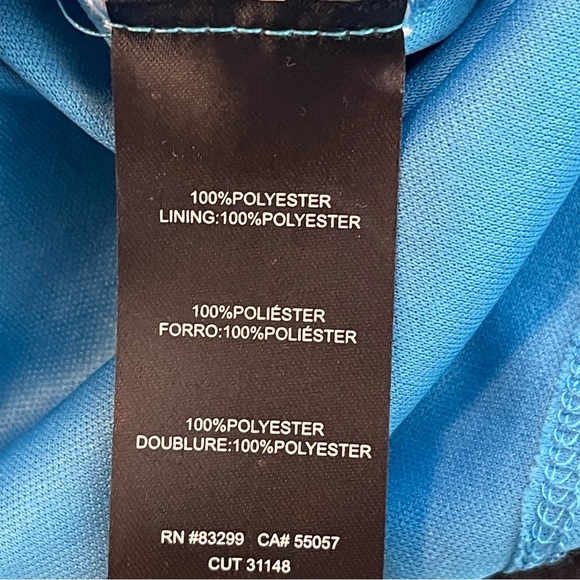 100%POLYESTER
LINING:100%POLYESTER
100%POLIÉSTER
FORRO:100%POLIÉSTER
100%POLYESTER
DOUBLURE:100%POLYESTER
RN #83299 CA# 55057
CUT 31148